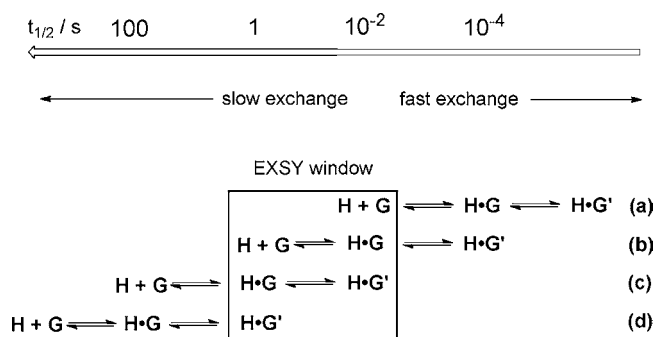 t1/2 / s 100 1 10-2 10-4
slow exchange fast exchange
EXSY window
H + G ⇌ H•G ⇌ H•G' (a)
H + G ⇌ H•G ⇌ H•G' (b)
H + G ⇌ H•G ⇌ H•G' (c)
H + G ⇌ H•G ⇌ H•G' (d)